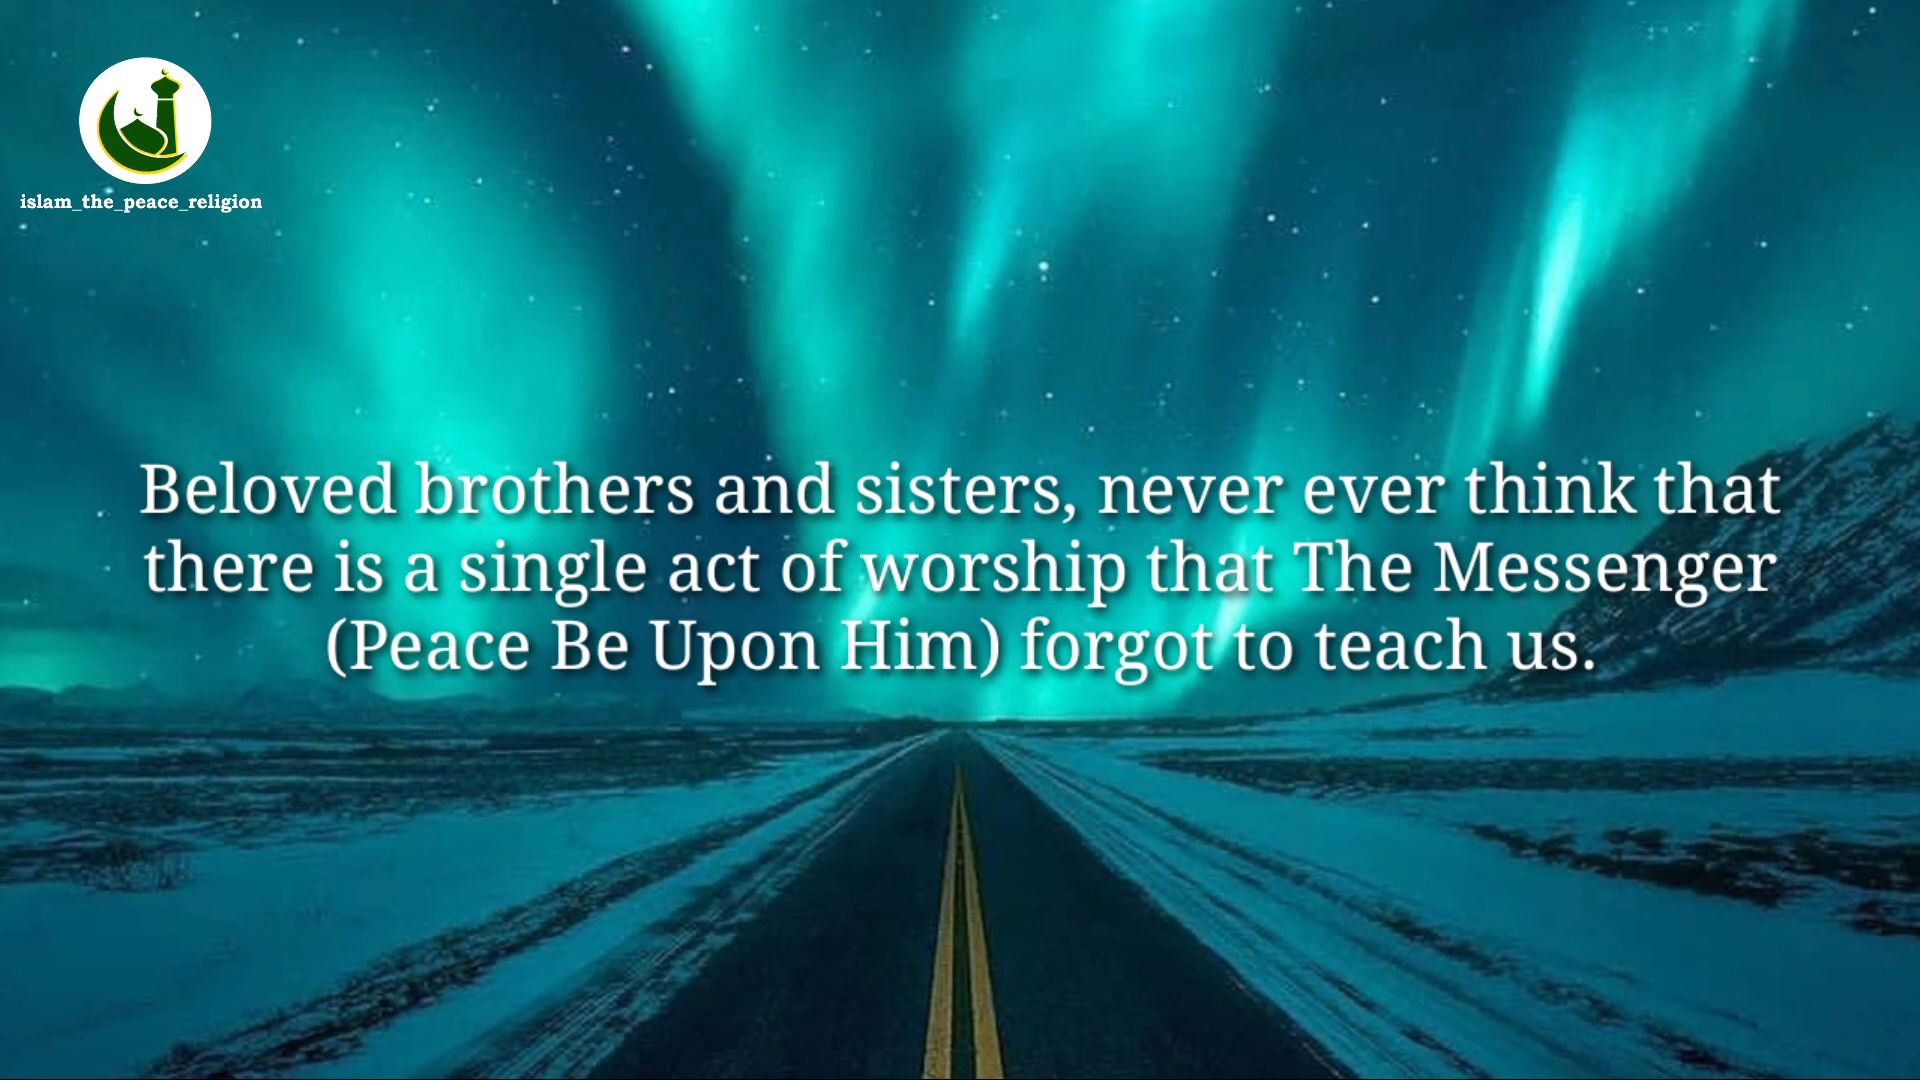 islam_the_peace_religion
Beloved brothers and sisters, never ever think that
there is a single act of worship that The Messenger
(Peace Be Upon Him) forgot to teach us.